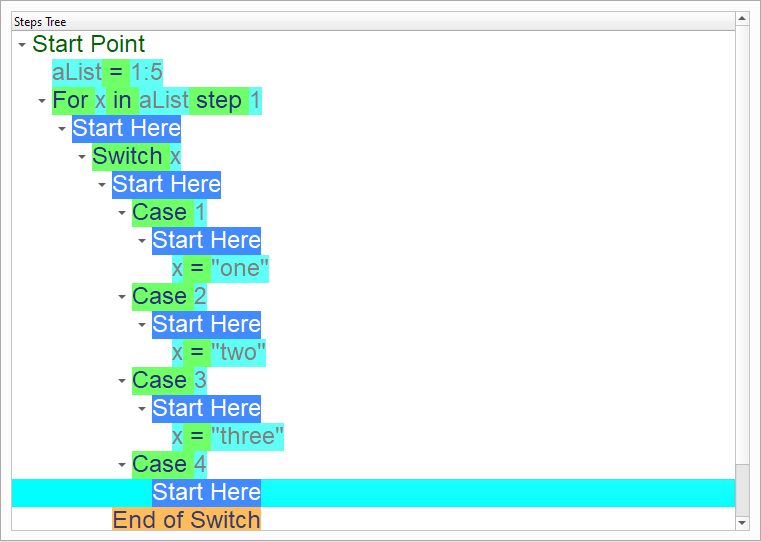 Steps Tree
Start Point
aList = 1:5
For x in aList step 1
Start Here
Switch x
Start Here
Case 1
Start Here
x = "one"
Case 2
Start Here
x = "two"
Case 3
Start Here
x = "three"
Case 4
Start Here
End of Switch